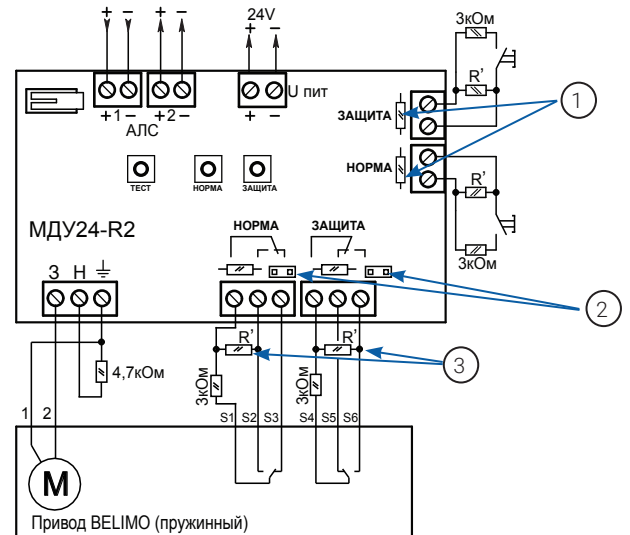 + − + − 24V
+ −
3кОм
+1− +2− U пит
АЛС + −
R'
ЗАЩИТА
1
НОРМА
ТЕСТ НОРМА ЗАЩИТА
R'
МДУ24-R2
НОРМА ЗАЩИТА
3кОм
З Н
2
R' R'
3
4,7кОм
3кОм 3кОм
1 2 S1 S2 S3 S4 S5 S6
М
Привод BELIMO (пружинный)